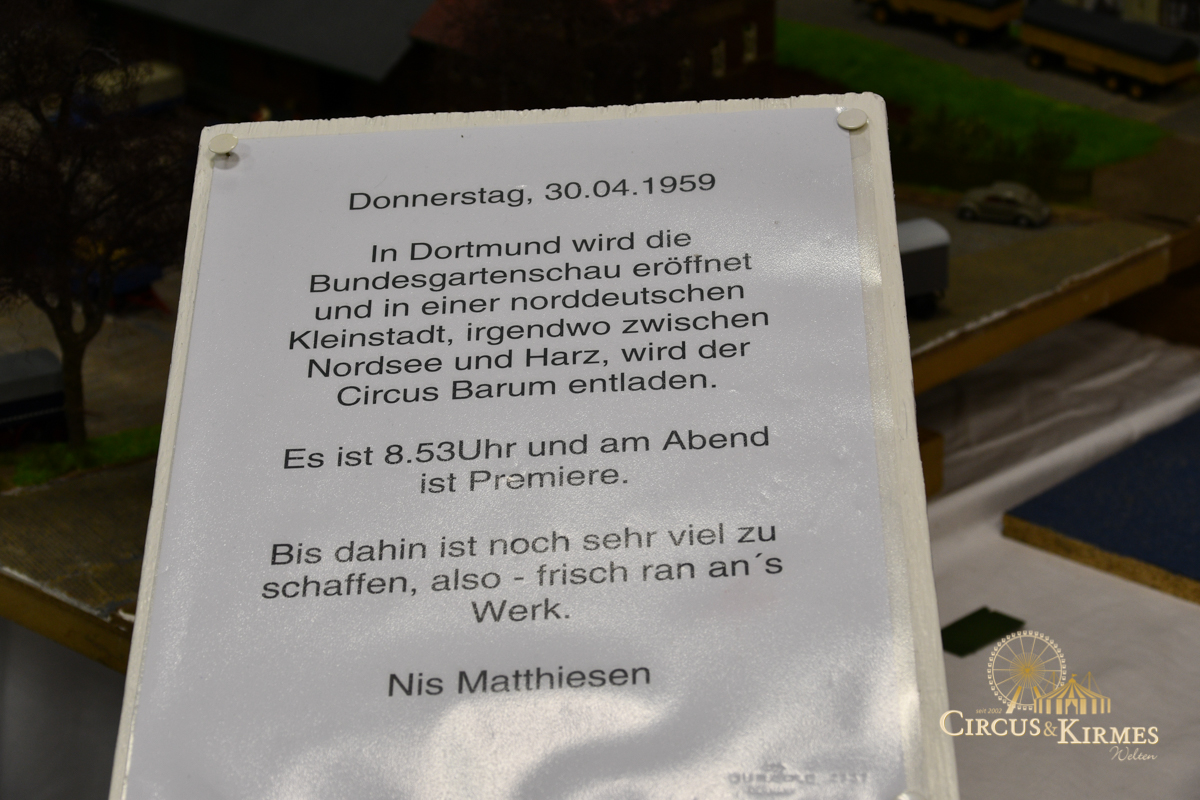 Donnerstag, 30.04.1959
In Dortmund wird die
Bundesgartenschau eröffnet
und in einer norddeutschen
Kleinstadt, irgendwo zwischen
Nordsee und Harz, wird der
Circus Barum entladen.
Es ist 8.53Uhr und am Abend
ist Premiere.
Bis dahin ist noch sehr viel zu
schaffen, also - frisch ran an´s
Werk.
Nis Matthiesen
seit 2002
CIRCUS&KIRMES
Welten